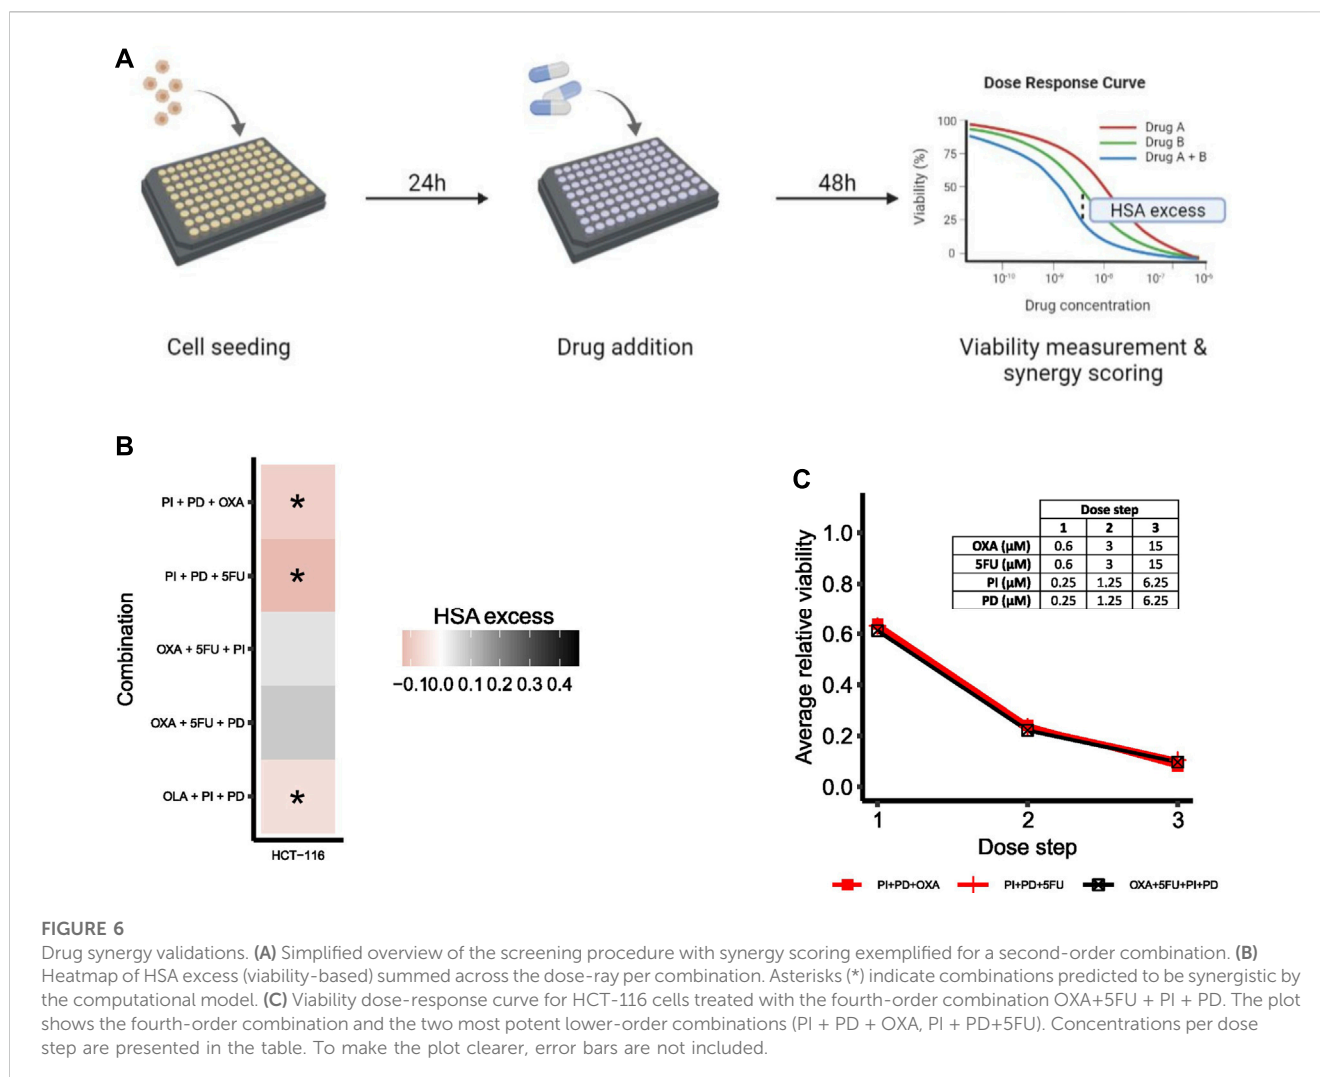 A
24h
48h
Dose Response Curve
Drug A
Drug B
Drug A + B
HSA excess
Viability (%)
100
75
50
25
0
10⁻¹⁰
10⁻⁹
10⁻⁸
10⁻⁷
10⁻⁶
Drug concentration
Cell seeding
Drug addition
Viability measurement &
synergy scoring
B
Combination
PI + PD + OXA *
PI + PD + 5FU *
OXA + 5FU + PI
OXA + 5FU + PD
OLA + PI + PD *
HCT−116
HSA excess
−0.10.0 0.1 0.2 0.3 0.4
C
Average relative viability
1.0
0.8
0.6
0.4
0.2
0.0
Dose step
1 2 3
OXA (μM) 0.6 3 15
5FU (μM) 0.6 3 15
PI (μM) 0.25 1.25 6.25
PD (μM) 0.25 1.25 6.25
1 2 3
Dose step
PI+PD+OXA PI+PD+5FU OXA+5FU+PI+PD
FIGURE 6
Drug synergy validations. (A) Simplified overview of the screening procedure with synergy scoring exemplified for a second-order combination. (B)
Heatmap of HSA excess (viability-based) summed across the dose-ray per combination. Asterisks (*) indicate combinations predicted to be synergistic by
the computational model. (C) Viability dose-response curve for HCT-116 cells treated with the fourth-order combination OXA+5FU + PI + PD. The plot
shows the fourth-order combination and the two most potent lower-order combinations (PI + PD + OXA, PI + PD+5FU). Concentrations per dose
step are presented in the table. To make the plot clearer, error bars are not included.